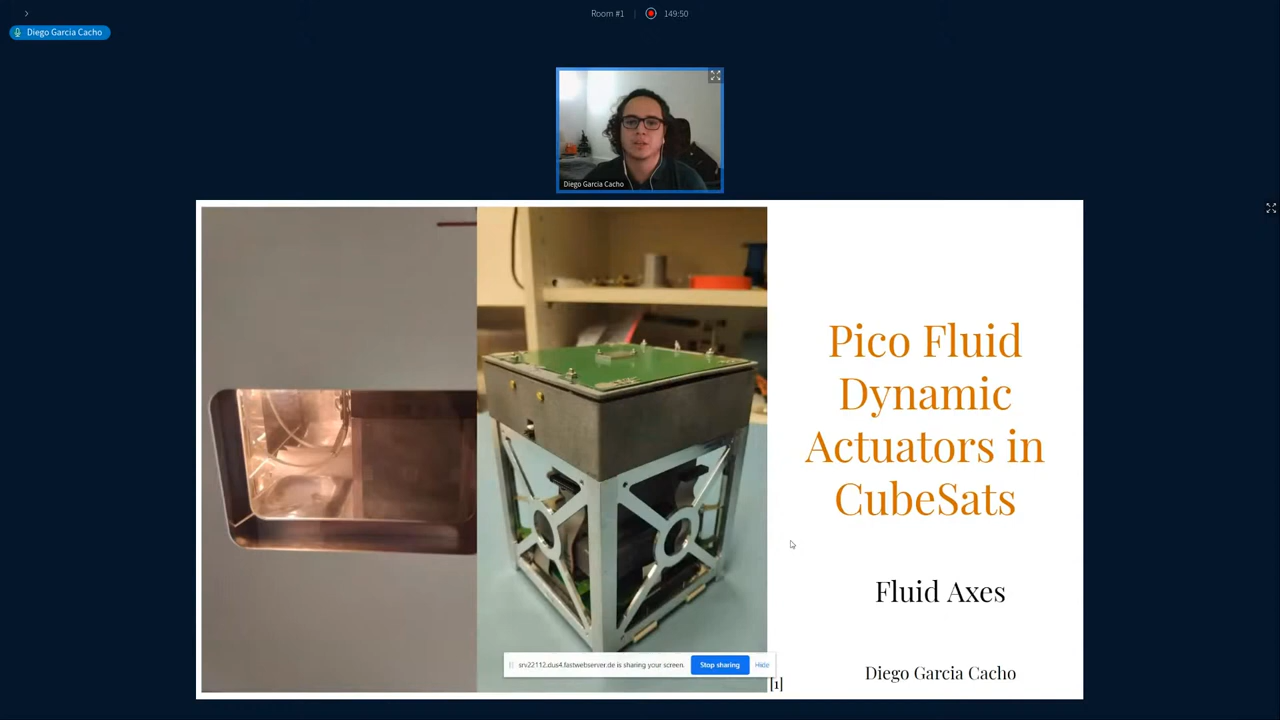 Room #1
149:50
Diego Garcia Cacho
Diego Garcia Cacho
Pico Fluid
Dynamic
Actuators in
CubeSats
Fluid Axes
srv22112.dus4.fastwebserver.de is sharing your screen.
Stop sharing
Hide
[1]
Diego Garcia Cacho